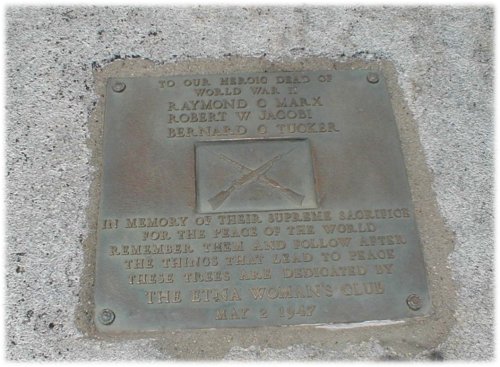 TO OUR HEROIC DEAD OF
WORLD WAR II
RAYMOND C MARX
ROBERT W JACOBI
BERNARD C TUCKER
IN MEMORY OF THEIR SUPREME SACRIFICE
FOR THE PEACE OF THE WORLD
REMEMBER THEM AND FOLLOW AFTER
THE THINGS THAT LEAD TO PEACE
THESE TREES ARE DEDICATED BY
THE ETNA WOMAN'S CLUB
MAY 2 1947